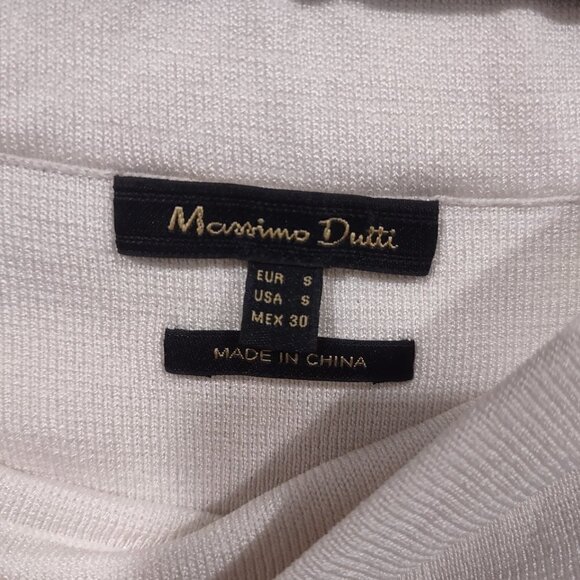 Massimo Dutti
EUR S
USA S
MEX 30
MADE IN CHINA